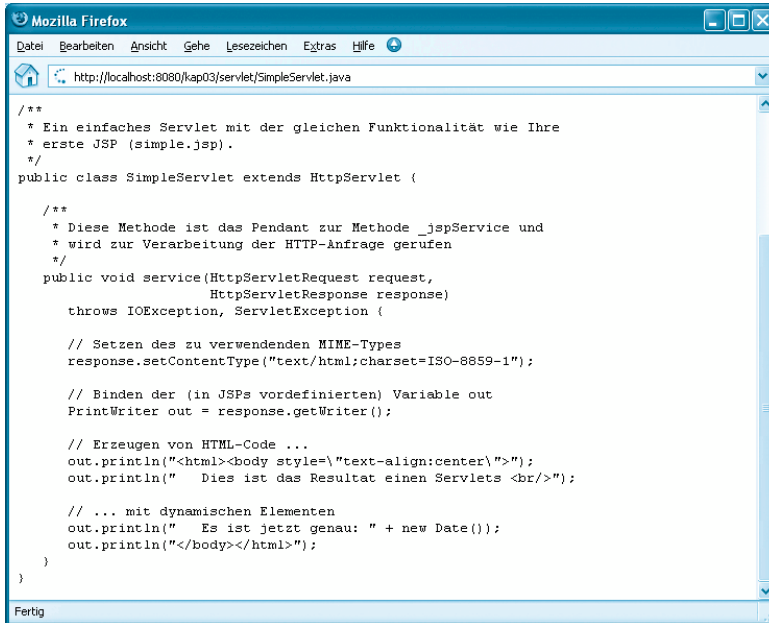 Mozilla Firefox
Datei Bearbeiten Ansicht Gehe Lesezeichen Extras Hilfe
http://localhost:8080/kap03/servlet/SimpleServlet.java
/**
 * Ein einfaches Servlet mit der gleichen Funktionalität wie Ihre
 * erste JSP (simple.jsp).
 */
public class SimpleServlet extends HttpServlet {
   /**
    * Diese Methode ist das Pendant zur Methode _jspService und
    * wird zur Verarbeitung der HTTP-Anfrage gerufen
    */
   public void service(HttpServletRequest request,
                       HttpServletResponse response)
      throws IOException, ServletException {
      // Setzen des zu verwendenden MIME-Types
      response.setContentType("text/html;charset=ISO-8859-1");
      // Binden der (in JSPs vordefinierten) Variable out
      PrintWriter out = response.getWriter();
      // Erzeugen von HTML-Code ...
      out.println("<html><body style=\"text-align:center\">");
      out.println("   Dies ist das Resultat einen Servlets <br/>");
      // ... mit dynamischen Elementen
      out.println("   Es ist jetzt genau: " + new Date());
      out.println("</body></html>");
   }
}
Fertig